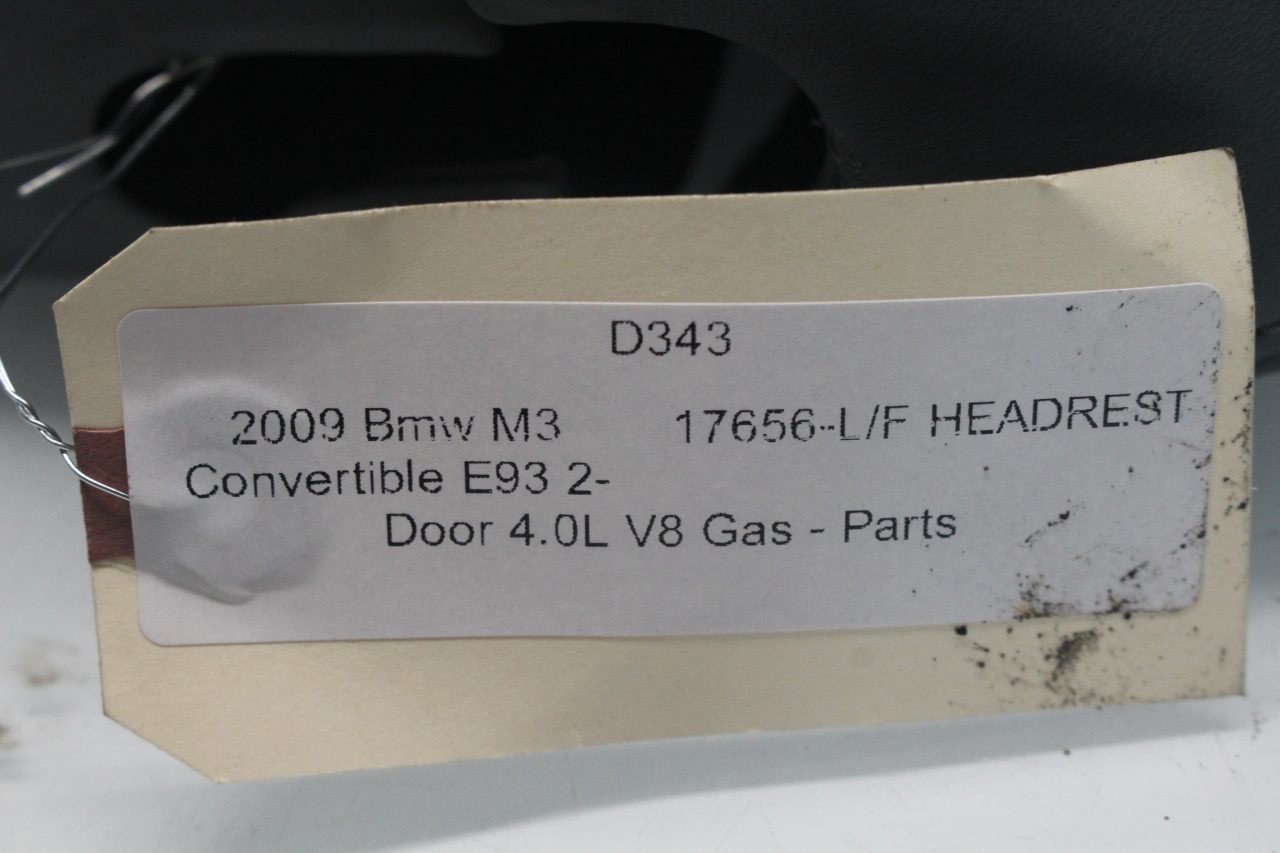 D343
2009 Bmw M3 17656-L/F HEADREST
Convertible E93 2-
Door 4.0L V8 Gas - Parts